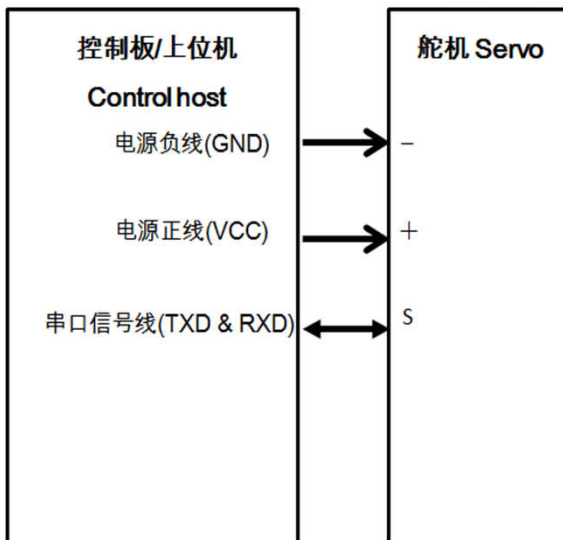 控制板/上位机
Control host
舵机 Servo
电源负线(GND)
−
电源正线(VCC)
+
串口信号线(TXD & RXD)
S